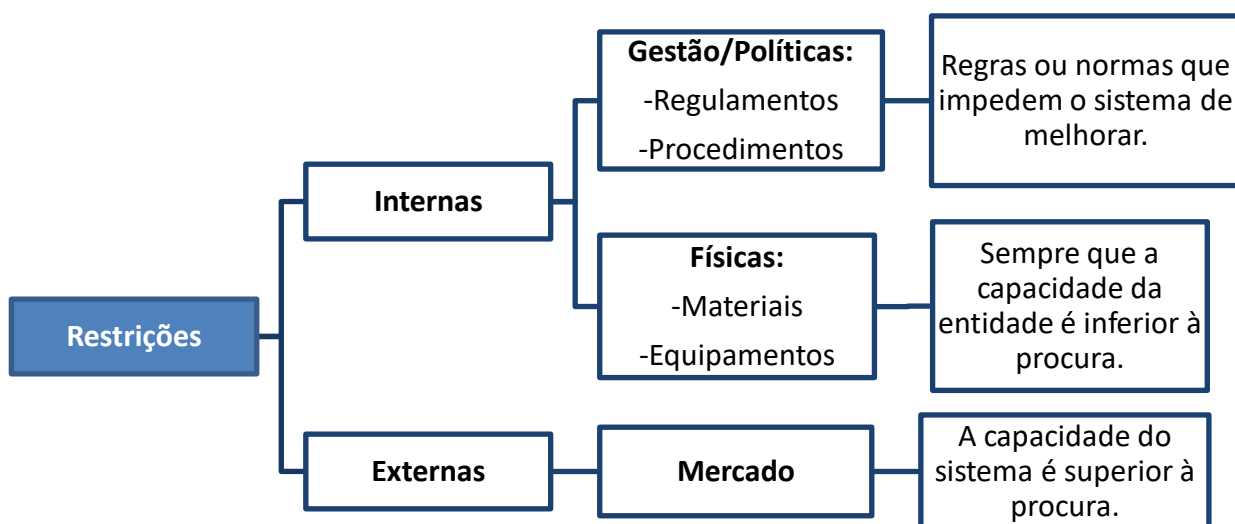 Restrições
Internas
Gestão/Políticas:
-Regulamentos
-Procedimentos
Regras ou normas que
impedem o sistema de
melhorar.
Físicas:
-Materiais
-Equipamentos
Sempre que a
capacidade da
entidade é inferior à
procura.
Externas
Mercado
A capacidade do
sistema é superior à
procura.